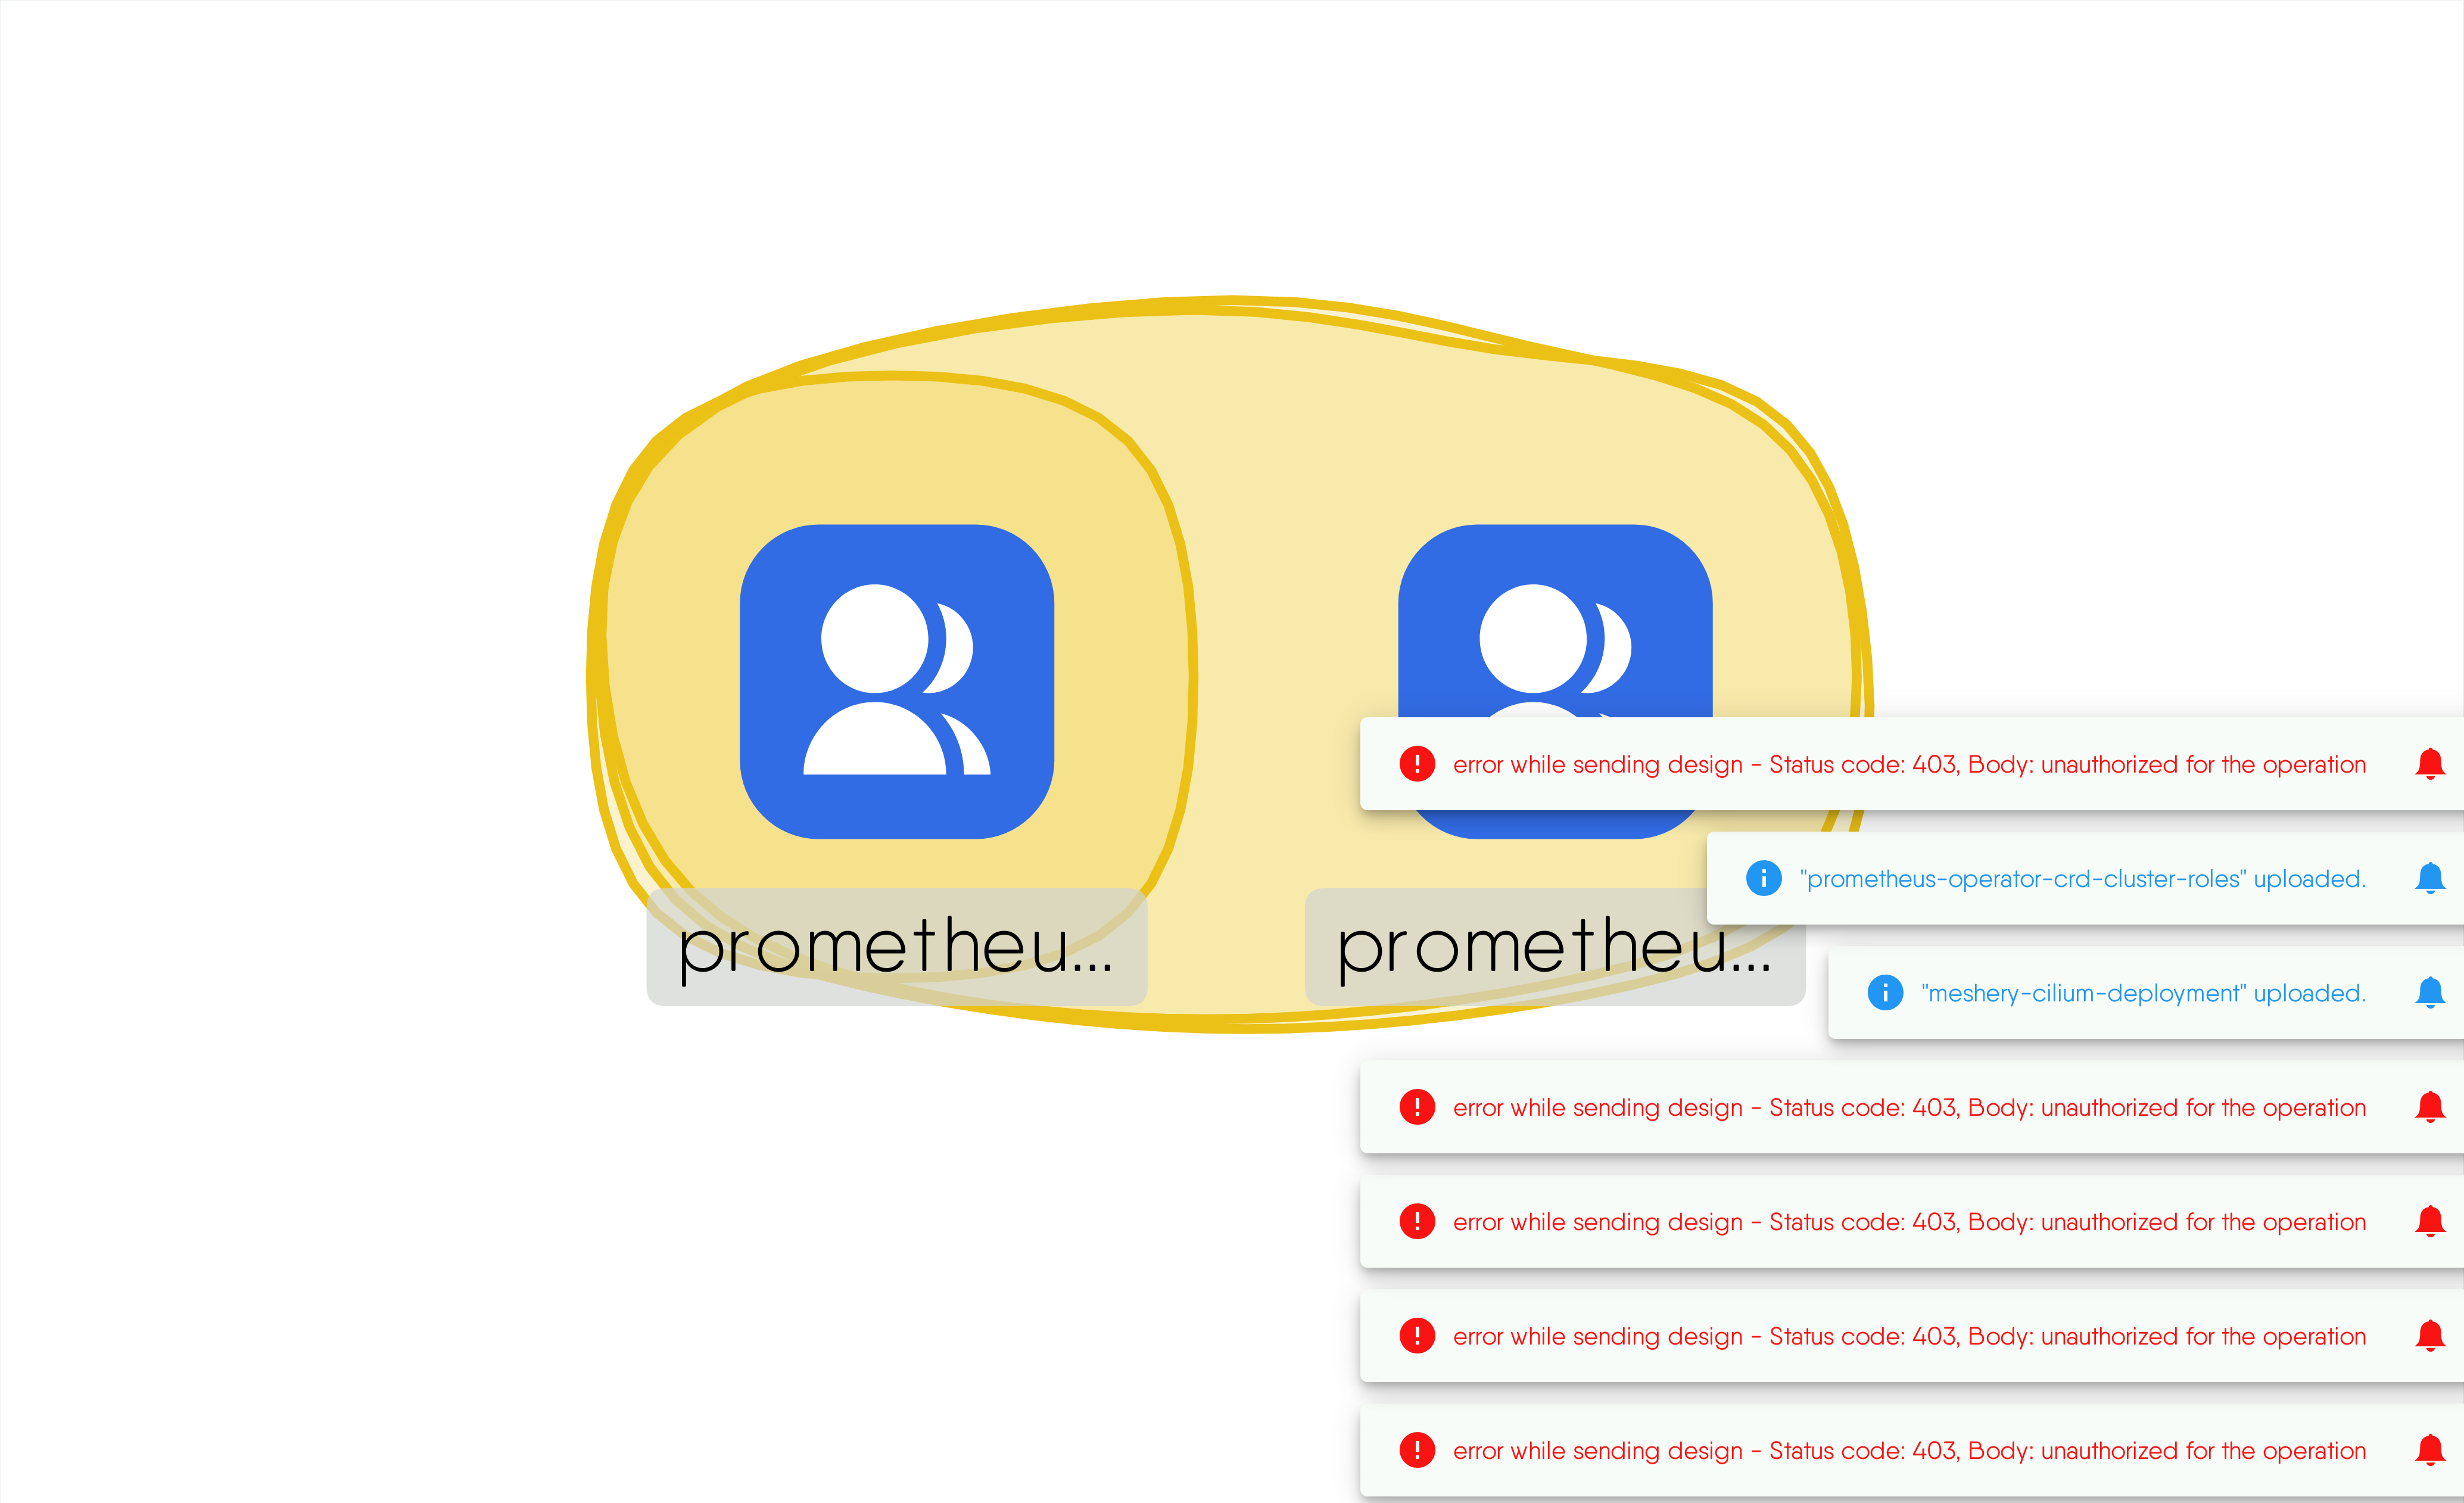 error while sending design - Status code: 403, Body: unauthorized for the operation
"prometheus-operator-crd-cluster-roles" uploaded.
prometheu...
prometheu...
"meshery-cilium-deployment" uploaded.
error while sending design - Status code: 403, Body: unauthorized for the operation
error while sending design - Status code: 403, Body: unauthorized for the operation
error while sending design - Status code: 403, Body: unauthorized for the operation
error while sending design - Status code: 403, Body: unauthorized for the operation